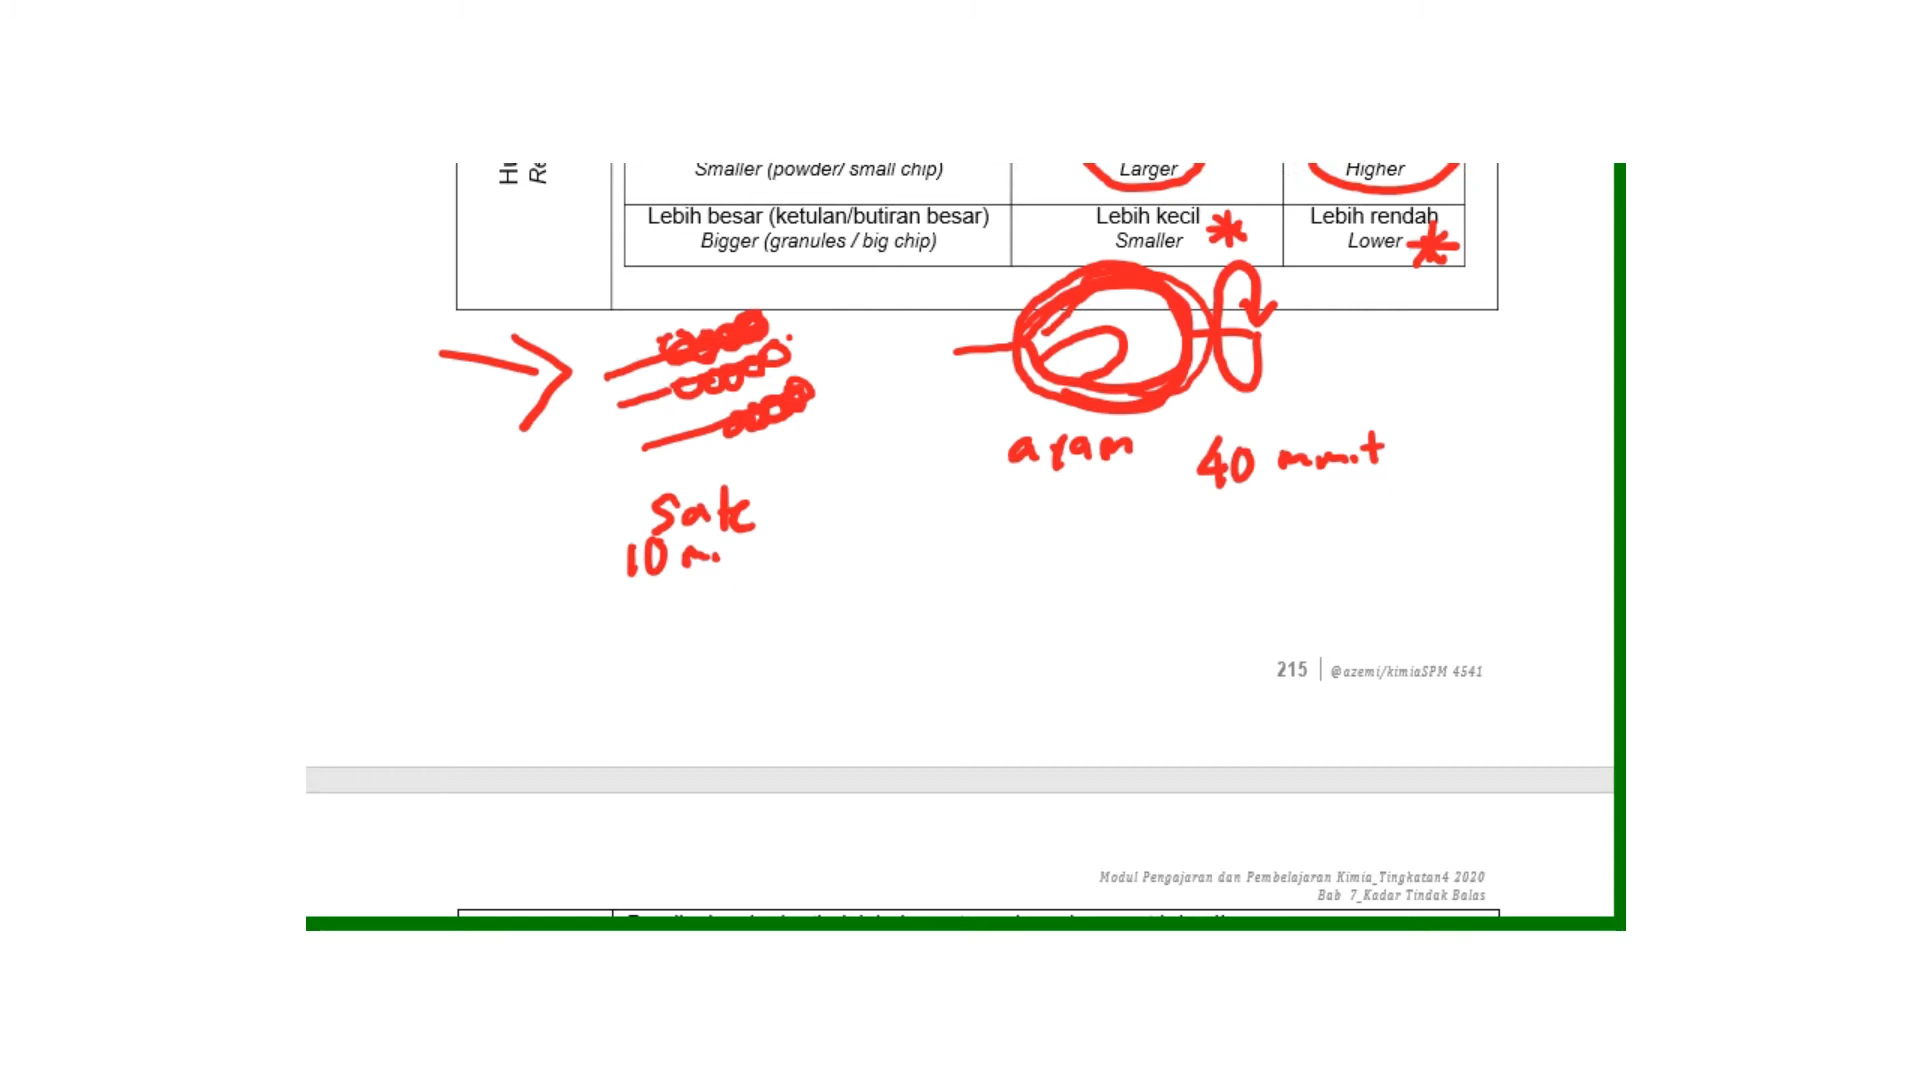 Smaller (powder/ small chip) Larger Higher
Lebih besar (ketulan/butiran besar) Lebih kecil * Lebih rendah
Bigger (granules / big chip) Smaller Lower *
ayam 40 minit
sate
10 m.
215 | @azemi/kimiaSPM 4541
Modul Pengajaran dan Pembelajaran Kimia_Tingkatan4 2020
Bab 7_Kadar Tindak Balas